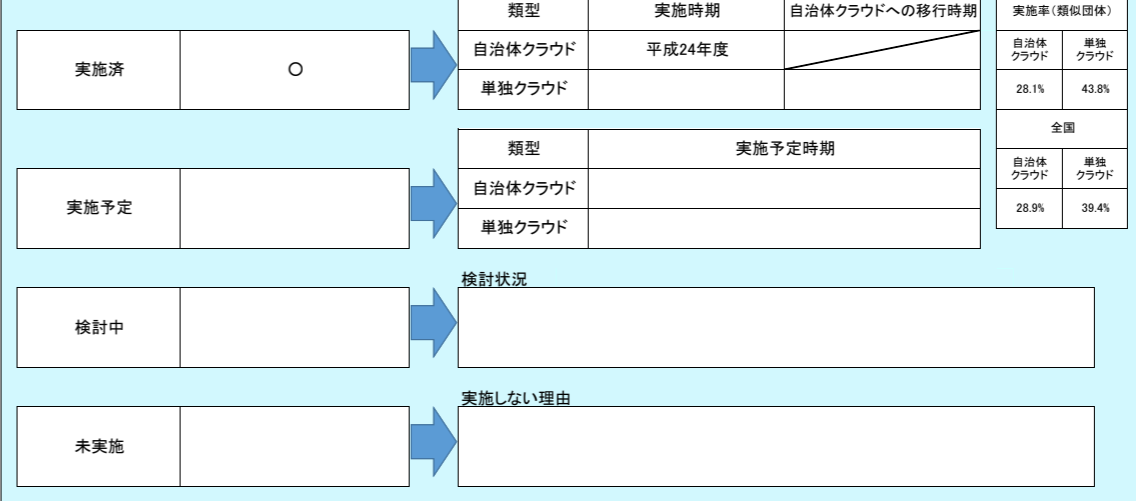 類型 実施時期 自治体クラウドへの移行時期
実施済 〇 自治体クラウド 平成24年度
単独クラウド
実施率(類似団体)
自治体
クラウド
単独
クラウド
28.1% 43.8%
全国
自治体
クラウド
単独
クラウド
28.9% 39.4%
類型 実施予定時期
実施予定 自治体クラウド
単独クラウド
検討状況
検討中
実施しない理由
未実施